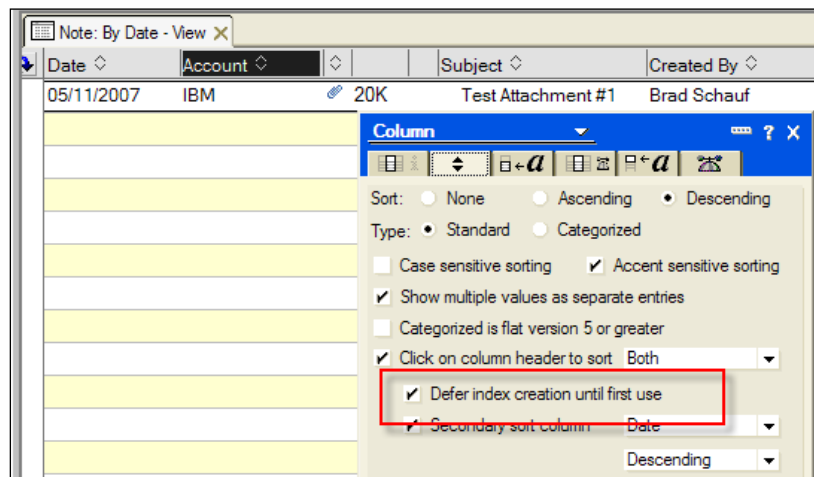 Note: By Date - View
Date Account Subject Created By
05/11/2007 IBM 20K Test Attachment #1 Brad Schauf
Column
Sort: None Ascending Descending
Type: Standard Categorized
Case sensitive sorting Accent sensitive sorting
Show multiple values as separate entries
Categorized is flat version 5 or greater
Click on column header to sort Both
Defer index creation until first use
Secondary sort column Date
Descending